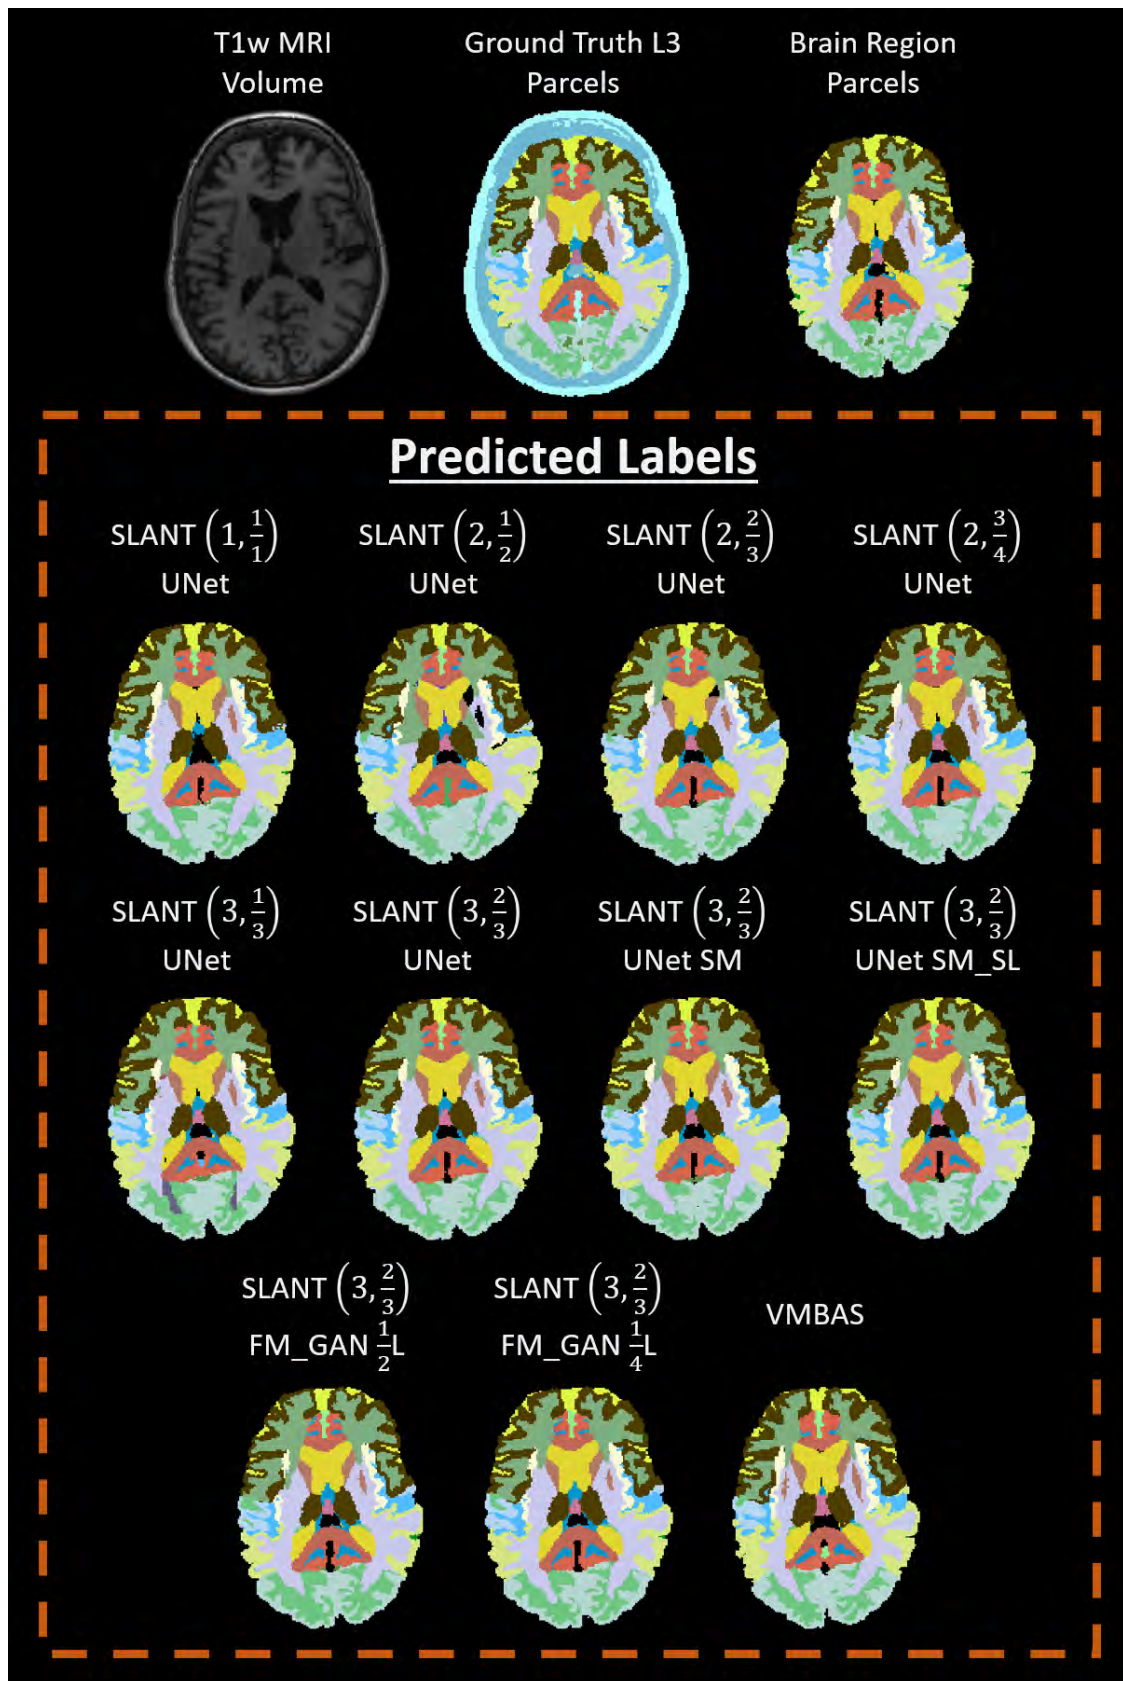 T1w MRI
Volume
Ground Truth L3
Parcels
Brain Region
Parcels
Predicted Labels
SLANT (1, 1/1)
UNet
SLANT (2, 1/2)
UNet
SLANT (2, 2/3)
UNet
SLANT (2, 3/4)
UNet
SLANT (3, 1/3)
UNet
SLANT (3, 2/3)
UNet
SLANT (3, 2/3)
UNet SM
SLANT (3, 2/3)
UNet SM_SL
SLANT (3, 2/3)
FM_GAN 1/2 L
SLANT (3, 2/3)
FM_GAN 1/4 L
VMBAS